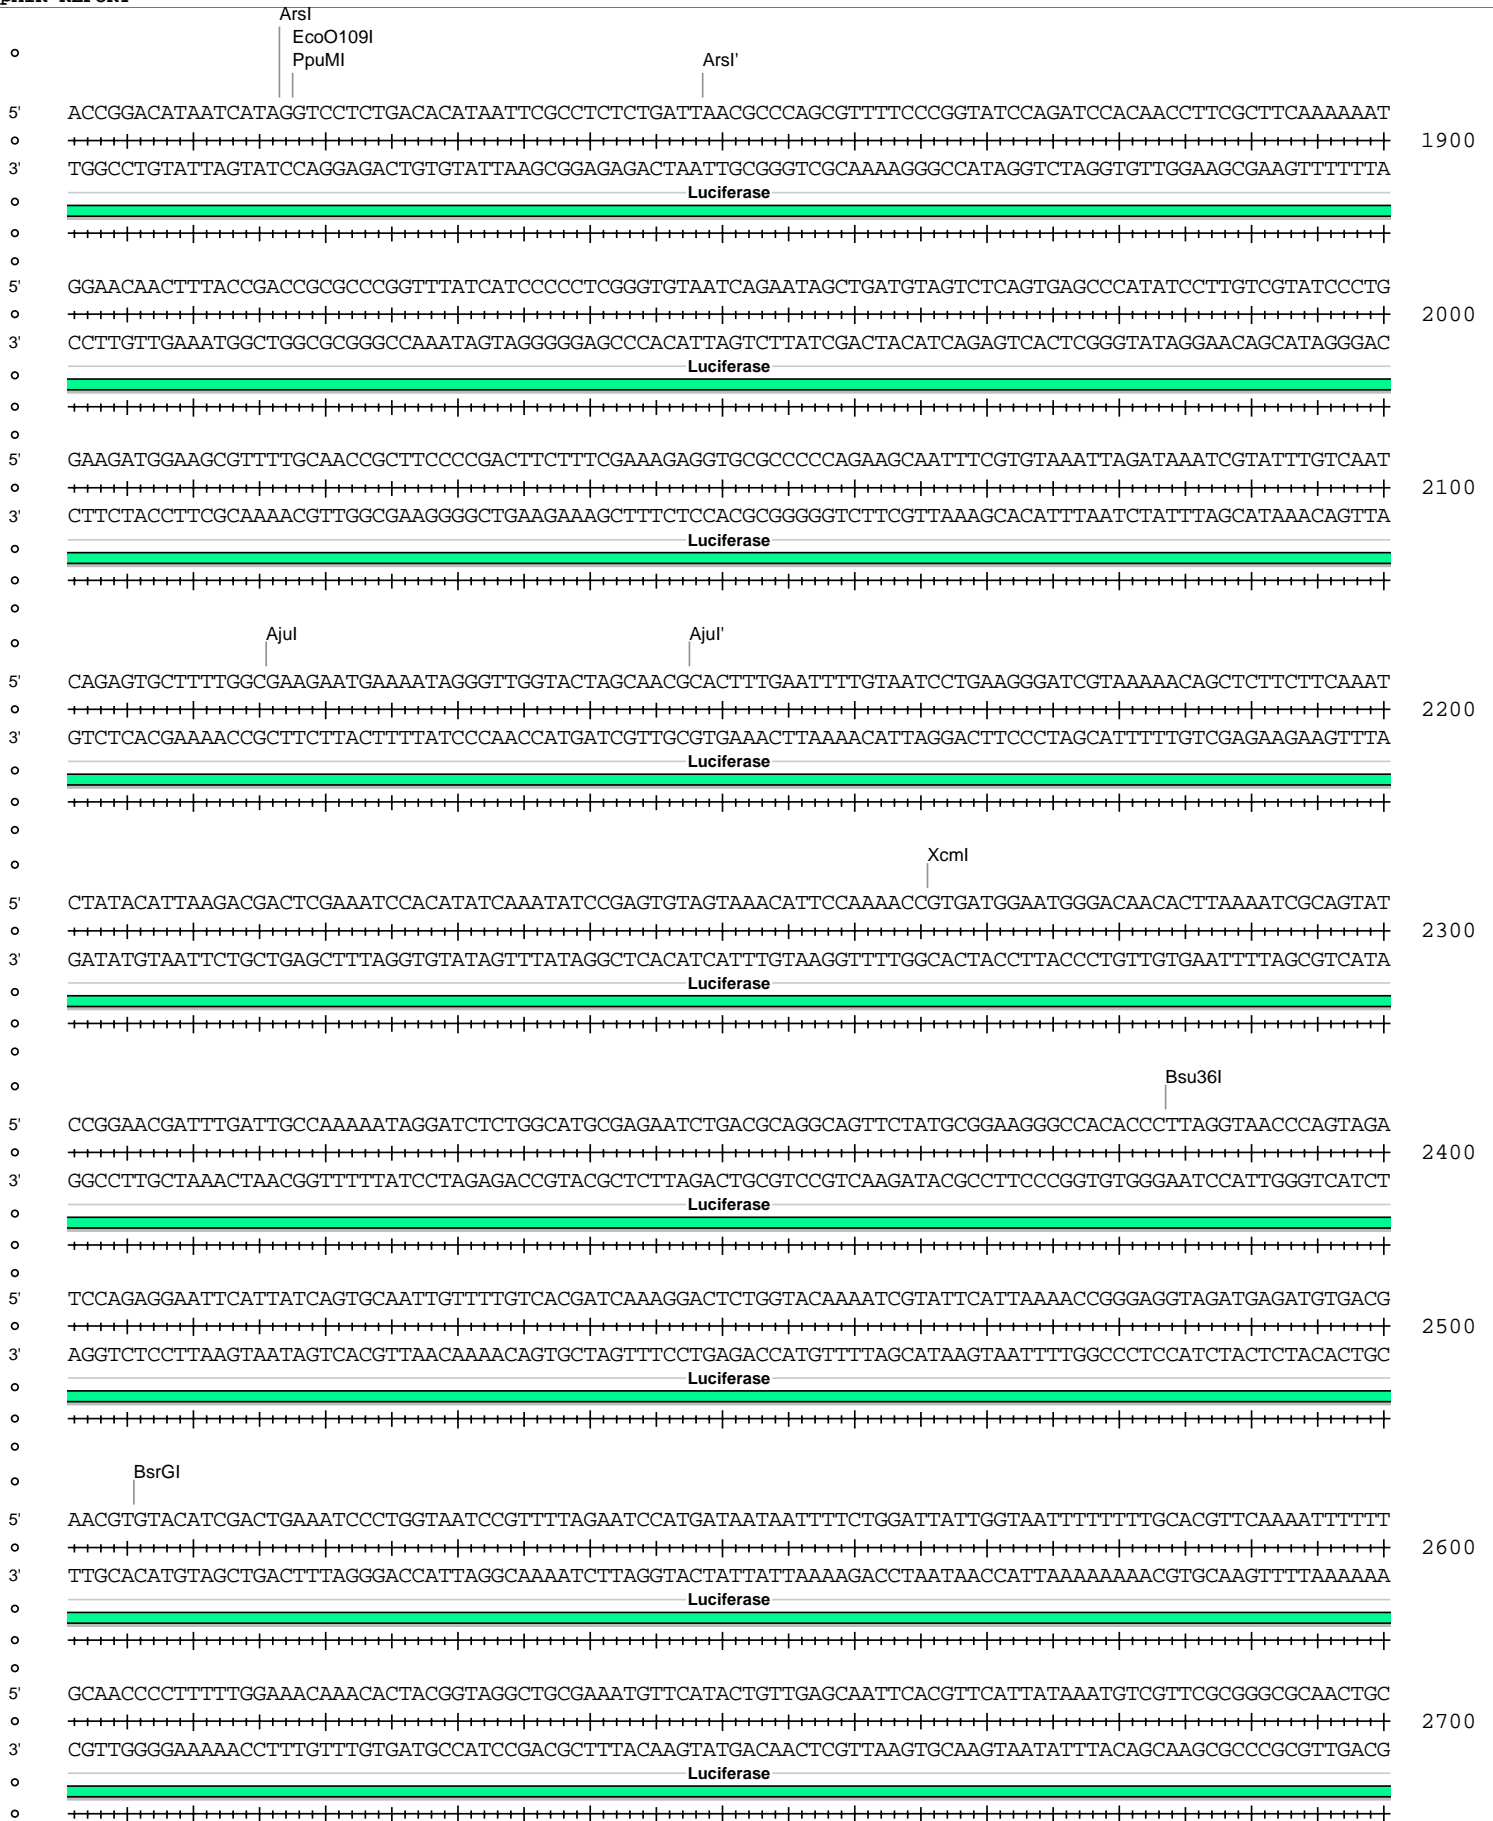 ArsI
EcoO109I
PpuMI
ArsI'
5' ACCGGACATAATCATAGGTCCTCTGACACATAATTCGCCTCTCTGATTAACGCCCAGCGTTTTCCCGGTATCCAGATCCACAACCTTCGCTTCAAAAAAT
1900
3' TGGCCTGTATTAGTATCCAGGAGACTGTGTATTAAGCGGAGAGACTAATTGCGGGTCGCAAAAGGGCCATAGGTCTAGGTGTTGGAAGCGAAGTTTTTTA
Luciferase
5' GGAACAACTTTACCGACCGCGCCCGGTTTATCATCCCCCTCGGGTGTAATCAGAATAGCTGATGTAGTCTCAGTGAGCCCATATCCTTGTCGTATCCCTG
2000
3' CCTTGTTGAAATGGCTGGCGCGGGCCAAATAGTAGGGGGAGCCCACATTAGTCTTATCGACTACATCAGAGTCACTCGGGTATAGGAACAGCATAGGGAC
Luciferase
5' GAAGATGGAAGCGTTTTGCAACCGCTTCCCCGACTTCTTTCGAAAGAGGTGCGCCCCCAGAAGCAATTTCGTGTAAATTAGATAAATCGTATTTGTCAAT
2100
3' CTTCTACCTTCGCAAAACGTTGGCGAAGGGGCTGAAGAAAGCTTTCTCCACGCGGGGGTCTTCGTTAAAGCACATTTAATCTATTTAGCATAAACAGTTA
Luciferase
AjuI
AjuI'
5' CAGAGTGCTTTTGGCGAAGAATGAAAATAGGGTTGGTACTAGCAACGCACTTTGAATTTTGTAATCCTGAAGGGATCGTAAAAACAGCTCTTCTTCAAAT
2200
3' GTCTCACGAAAACCGCTTCTTACTTTTATCCCAACCATGATCGTTGCGTGAAACTTAAAACATTAGGACTTCCCTAGCATTTTTGTCGAGAAGAAGTTTA
Luciferase
XcmI
5' CTATACATTAAGACGACTCGAAATCCACATATCAAATATCCGAGTGTAGTAAACATTCCAAAACCGTGATGGAATGGGACAACACTTAAAATCGCAGTAT
2300
3' GATATGTAATTCTGCTGAGCTTTAGGTGTATAGTTTATAGGCTCACATCATTTGTAAGGTTTTGGCACTACCTTACCCTGTTGTGAATTTTAGCGTCATA
Luciferase
Bsu36I
5' CCGGAACGATTTGATTGCCAAAAATAGGATCTCTGGCATGCGAGAATCTGACGCAGGCAGTTCTATGCGGAAGGGCCACACCCTTAGGTAACCCAGTAGA
2400
3' GGCCTTGCTAAACTAACGGTTTTTATCCTAGAGACCGTACGCTCTTAGACTGCGTCCGTCAAGATACGCCTTCCCGGTGTGGGAATCCATTGGGTCATCT
Luciferase
5' TCCAGAGGAATTCATTATCAGTGCAATTGTTTTGTCACGATCAAAGGACTCTGGTACAAAATCGTATTCATTAAAACCGGGAGGTAGATGAGATGTGACG
2500
3' AGGTCTCCTTAAGTAATAGTCACGTTAACAAAACAGTGCTAGTTTCCTGAGACCATGTTTTAGCATAAGTAATTTTGGCCCTCCATCTACTCTACACTGC
Luciferase
BsrGI
5' AACGTGTACATCGACTGAAATCCCTGGTAATCCGTTTTAGAATCCATGATAATAATTTTCTGGATTATTGGTAATTTTTTTTGCACGTTCAAAATTTTTT
2600
3' TTGCACATGTAGCTGACTTTAGGGACCATTAGGCAAAATCTTAGGTACTATTATTAAAAGACCTAATAACCATTAAAAAAAACGTGCAAGTTTTAAAAAA
Luciferase
5' GCAACCCCTTTTTGGAAACAAACACTACGGTAGGCTGCGAAATGTTCATACTGTTGAGCAATTCACGTTCATTATAAATGTCGTTCGCGGGCGCAACTGC
2700
3' CGTTGGGGAAAAACCTTTGTTTGTGATGCCATCCGACGCTTTACAAGTATGACAACTCGTTAAGTGCAAGTAATATTTACAGCAAGCGCCCGCGTTGACG
Luciferase